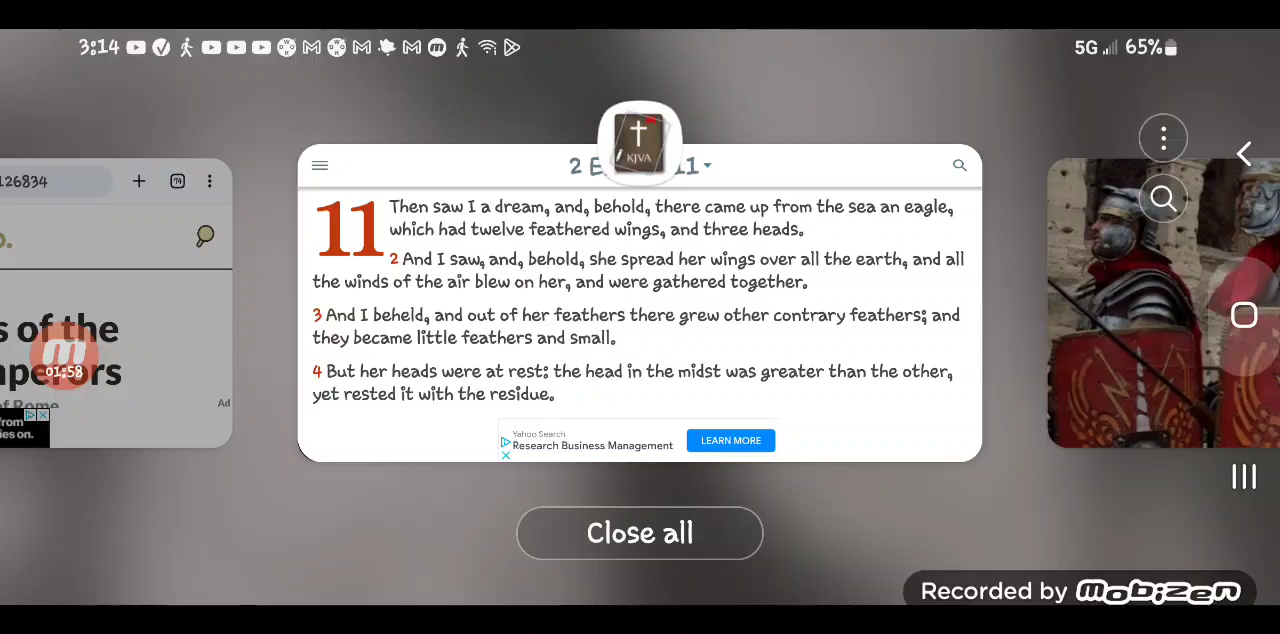 3:14
5G 65%
KJVA
126834
74
2 E 11
11 Then saw I a dream, and, behold, there came up from the sea an eagle,
which had twelve feathered wings, and three heads.
2 And I saw, and, behold, she spread her wings over all the earth, and all
the winds of the air blew on her, and were gathered together.
3 And I beheld, and out of her feathers there grew other contrary feathers; and
they became little feathers and small.
4 But her heads were at rest: the head in the midst was greater than the other,
yet rested it with the residue.
Yahoo Search
Research Business Management
LEARN MORE
s of the
perors
of Rome
01:58
Ad
from
ies on.
Close all
Recorded by mobizen